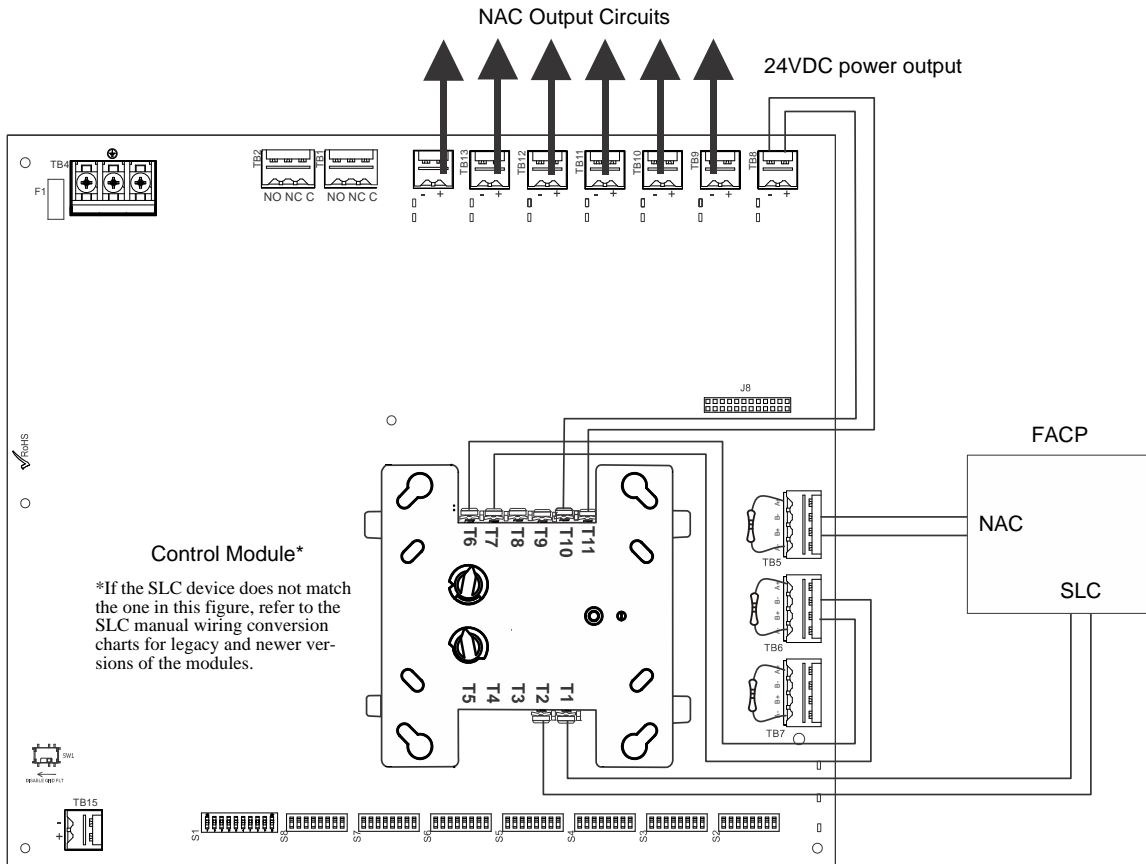 NAC Output Circuits
24VDC power output
TB4
F1
TB2
TB1
NO NC C
NO NC C
TB13
TB12
TB11
TB10
TB9
TB8
- +
- +
- +
- +
- +
- +
- +
J8
RoHS
FACP
NAC
SLC
A+
B-
B+
A-
TB5
A+
B-
B+
A-
TB6
A+
B-
B+
A-
TB7
T6
T7
T8
T9
T10
T11
Control Module*
*If the SLC device does not match
the one in this figure, refer to the
SLC manual wiring conversion
charts for legacy and newer ver-
sions of the modules.
T5
T4
T3
T2
T1
SW1
DISABLE GND FLT
TB15
-
+
S1
S8
S7
S6
S5
S4
S3
S2